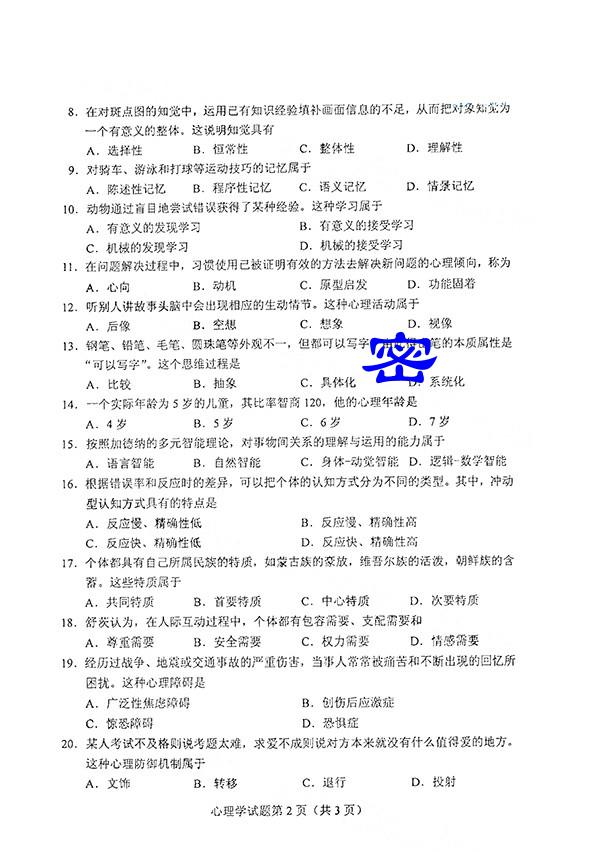 8. 在对斑点图的知觉中，运用已有知识经验填补画面信息的不足，从而把对象知觉为
一个有意义的整体。这说明知觉具有
A. 选择性 B. 恒常性 C. 整体性 D. 理解性
9. 对骑车、游泳和打球等运动技巧的记忆属于
A. 陈述性记忆 B. 程序性记忆 C. 语义记忆 D. 情景记忆
10. 动物通过盲目地尝试错误获得了某种经验。这种学习属于
A. 有意义的发现学习 B. 有意义的接受学习
C. 机械的发现学习 D. 机械的接受学习
11. 在问题解决过程中，习惯使用已被证明有效的方法去解决新问题的心理倾向，称为
A. 心向 B. 动机 C. 原型启发 D. 功能固着
12. 听别人讲故事头脑中会出现相应的生动情节。这种心理活动属于
A. 后像 B. 空想 C. 想象 D. 视像
13. 钢笔、铅笔、毛笔、圆珠笔等外观不一，但都可以写字 密 笔的本质属性是
“可以写字”。这个思维过程是
A. 比较 B. 抽象 C. 具体化 D. 系统化
14. 一个实际年龄为 5 岁的儿童，其比率智商 120，他的心理年龄是
A. 4 岁 B. 5 岁 C. 6 岁 D. 7 岁
15. 按照加德纳的多元智能理论，对事物间关系的理解与运用的能力属于
A. 语言智能 B. 自然智能 C. 身体-动觉智能 D. 逻辑-数学智能
16. 根据错误率和反应时的差异，可以把个体的认知方式分为不同的类型。其中，冲动
型认知方式具有的特点是
A. 反应慢、精确性低 B. 反应慢、精确性高
C. 反应快、精确性低 D. 反应快、精确性高
17. 个体都具有自己所属民族的特质，如蒙古族的豪放，维吾尔族的活泼，朝鲜族的含
蓄。这些特质属于
A. 共同特质 B. 首要特质 C. 中心特质 D. 次要特质
18. 舒茨认为，在人际互动过程中，个体都有包容需要、支配需要和
A. 尊重需要 B. 安全需要 C. 权力需要 D. 情感需要
19. 经历过战争、地震或交通事故的严重伤害，当事人常常被痛苦和不断出现的回忆所
困扰。这种心理障碍是
A. 广泛性焦虑障碍 B. 创伤后应激症
C. 惊恐障碍 D. 恐惧症
20. 某人考试不及格则说考题太难，求爱不成则说对方本来就没有什么值得爱的地方。
这种心理防御机制属于
A. 文饰 B. 转移 C. 退行 D. 投射
心理学试题第 2 页（共 3 页）